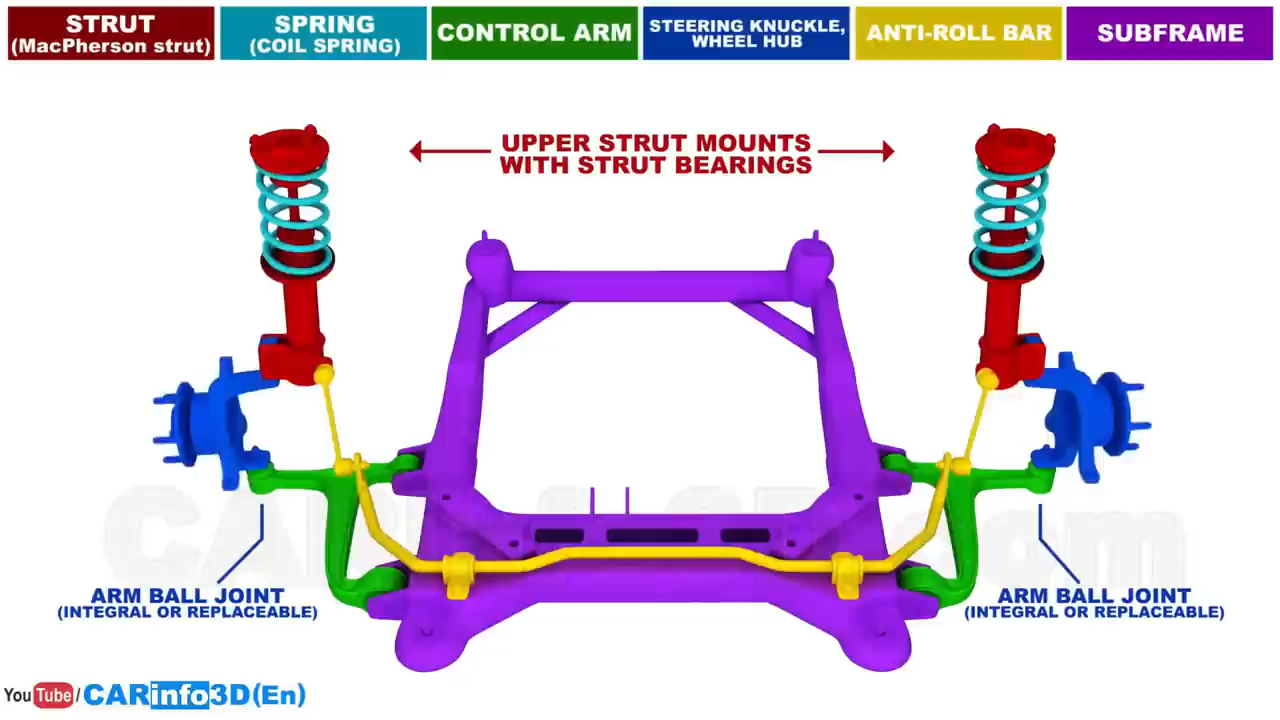 STRUT
(MacPherson strut)
SPRING
(COIL SPRING)
CONTROL ARM
STEERING KNUCKLE,
WHEEL HUB
ANTI-ROLL BAR
SUBFRAME
UPPER STRUT MOUNTS
WITH STRUT BEARINGS
ARM BALL JOINT
(INTEGRAL OR REPLACEABLE)
ARM BALL JOINT
(INTEGRAL OR REPLACEABLE)
YouTube/CARinfo3D(En)